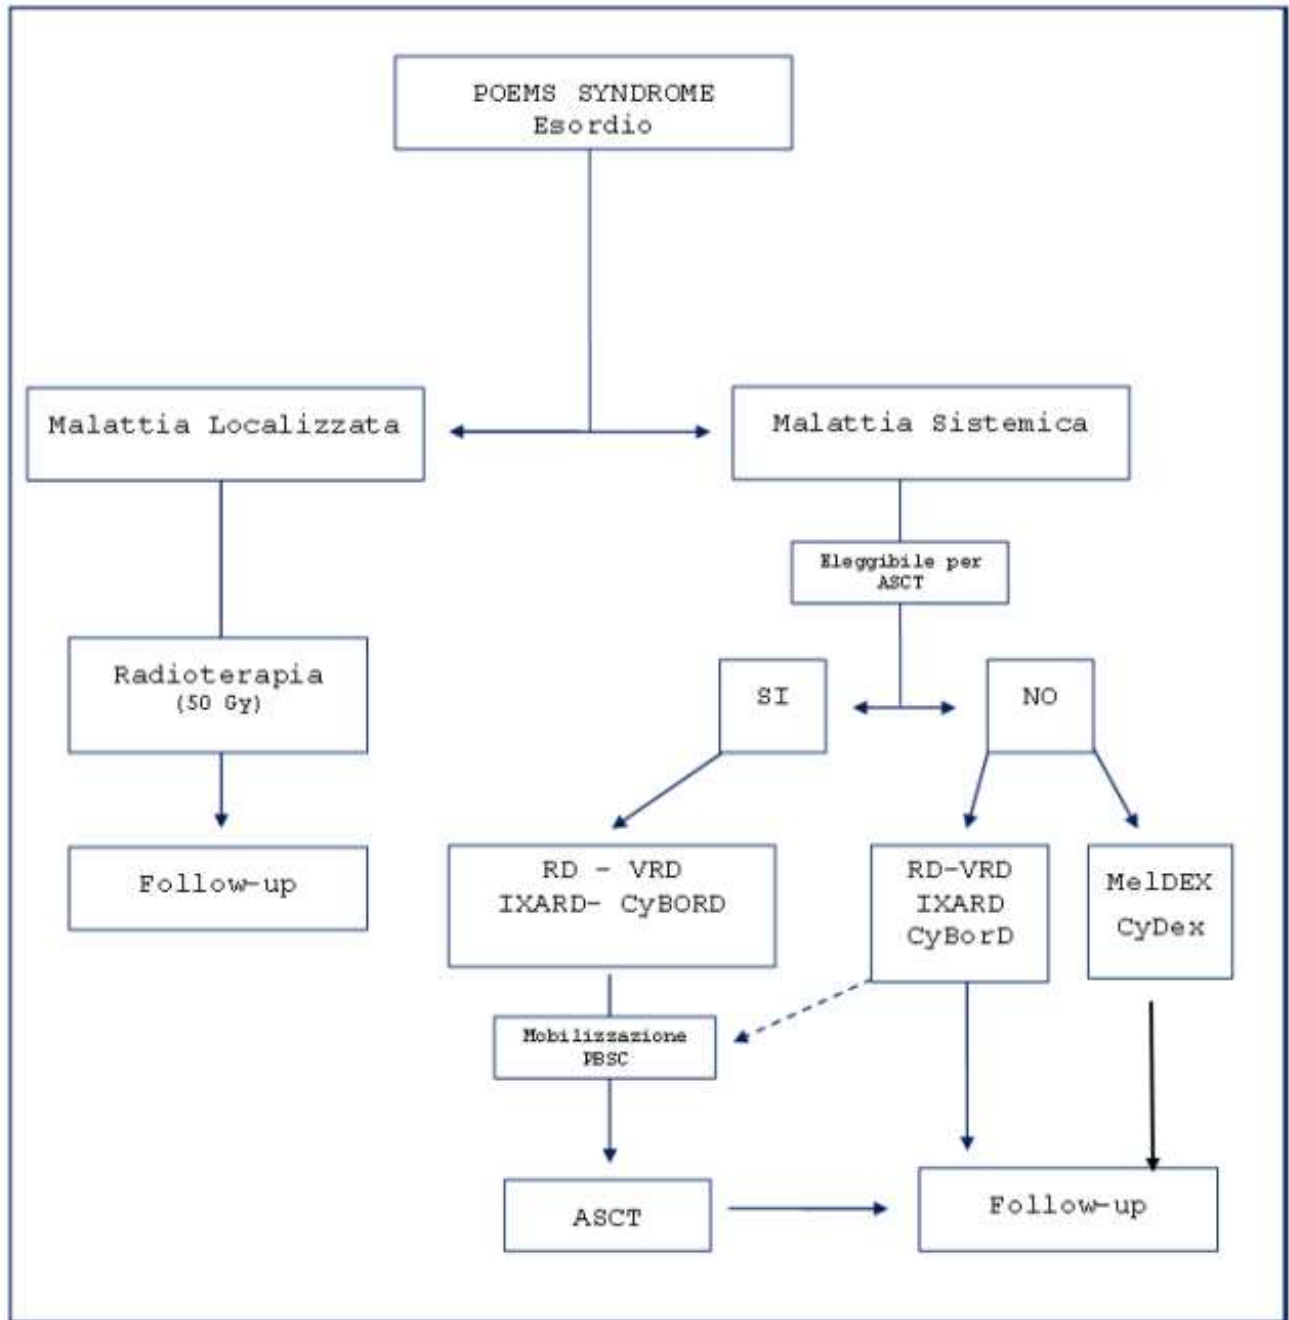 POEMS SYNDROME
Esordio
Malattia Localizzata
Malattia Sistemica
Eleggibile per
ASCT
Radioterapia
(50 Gy)
SI
NO
Follow-up
RD - VRD
IXARD- CyBORD
RD-VRD
IXARD
CyBorD
MelDEX
CyDex
Mobilizzazione
PBSC
ASCT
Follow-up